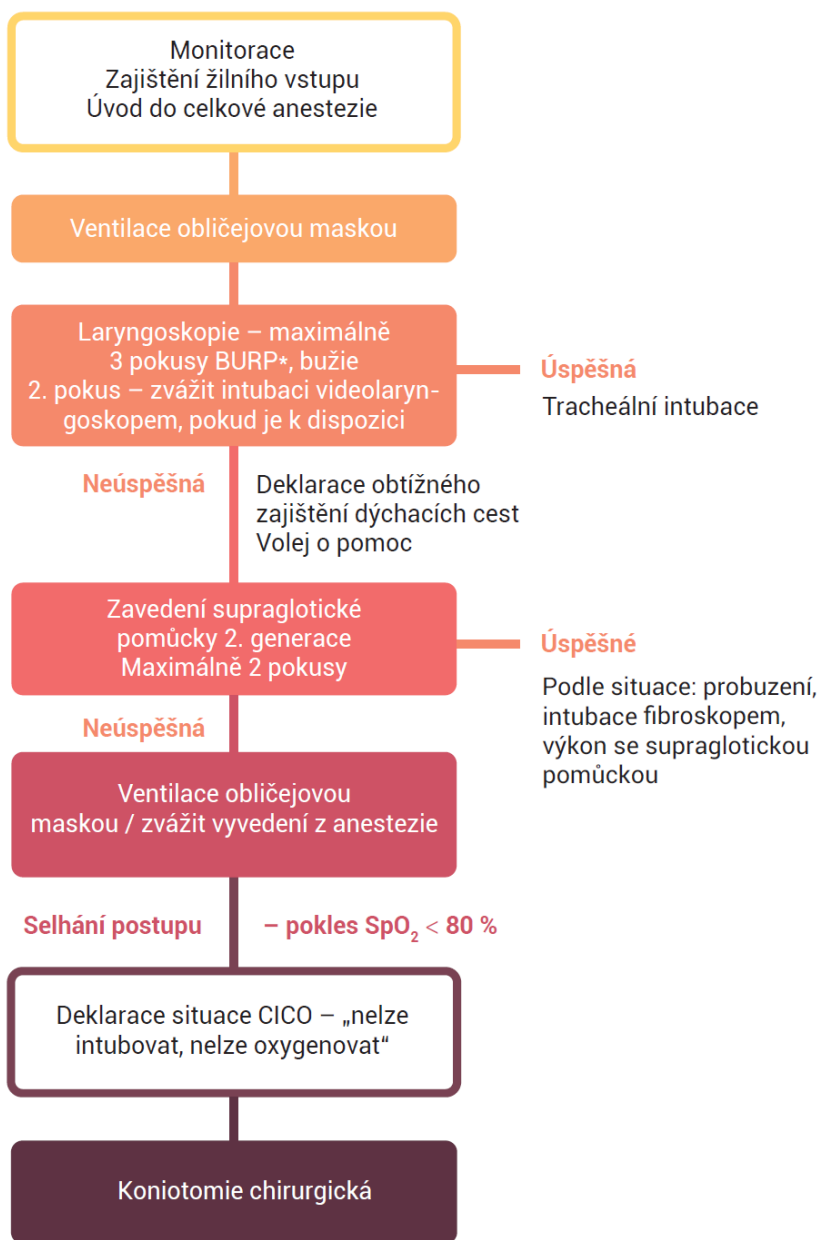 Monitorace
Zajištění žilního vstupu
Úvod do celkové anestezie
Ventilace obličejovou maskou
Laryngoskopie – maximálně
3 pokusy BURP*, bužie
2. pokus – zvážit intubaci videolaryn-
goskopem, pokud je k dispozici
Úspěšná
Tracheální intubace
Neúspěšná
Deklarace obtížného
zajištění dýchacích cest
Volej o pomoc
Zavedení supraglotické
pomůcky 2. generace
Maximálně 2 pokusy
Úspěšné
Podle situace: probuzení,
intubace fibroskopem,
výkon se supraglotickou
pomůckou
Neúspěšná
Ventilace obličejovou
maskou / zvážit vyvedení z anestezie
Selhání postupu – pokles SpO₂ < 80 %
Deklarace situace CICO – „nelze
intubovat, nelze oxygenovat“
Koniotomie chirurgická